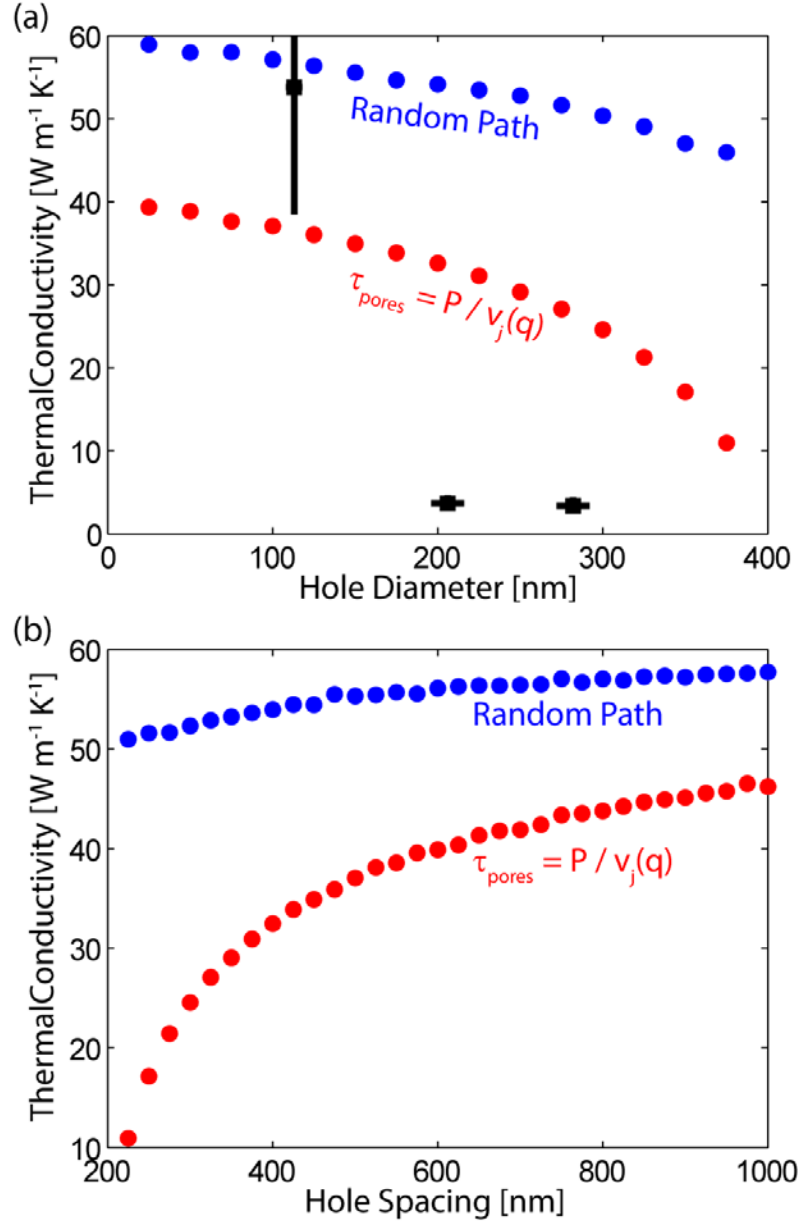 (a)
60
50
40
30
20
10
0
ThermalConductivity [W m⁻¹ K⁻¹]
Random Path
τpores = P / vj(q)
0 100 200 300 400
Hole Diameter [nm]
(b)
60
50
40
30
20
10
ThermalConductivity [W m⁻¹ K⁻¹]
Random Path
τpores = P / vj(q)
200 400 600 800 1000
Hole Spacing [nm]